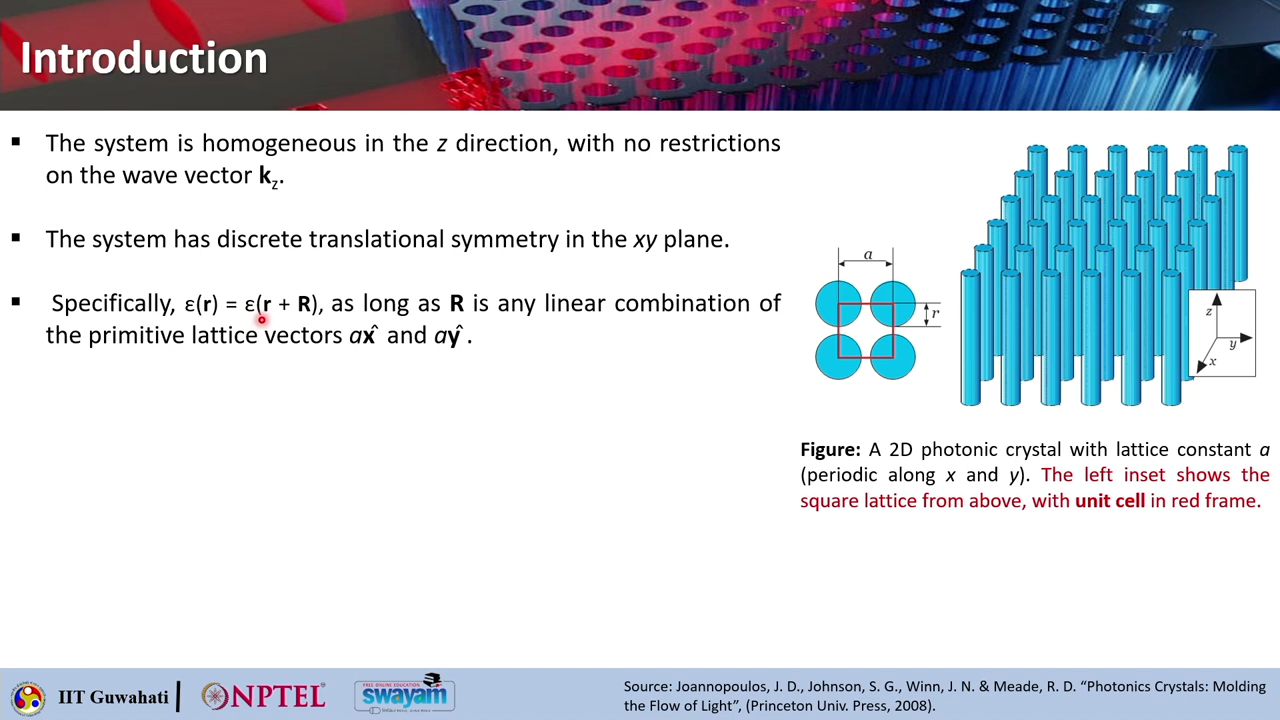 Introduction
▪ The system is homogeneous in the z direction, with no restrictions
on the wave vector kz.
▪ The system has discrete translational symmetry in the xy plane.
▪ Specifically, ε(r) = ε(r + R), as long as R is any linear combination of
the primitive lattice vectors ax̂ and aŷ.
a
r
z
y
x
Figure: A 2D photonic crystal with lattice constant a
(periodic along x and y). The left inset shows the
square lattice from above, with unit cell in red frame.
IIT Guwahati
NPTEL
FREE ONLINE EDUCATION
swayam
Source: Joannopoulos, J. D., Johnson, S. G., Winn, J. N. & Meade, R. D. “Photonics Crystals: Molding
the Flow of Light”, (Princeton Univ. Press, 2008).